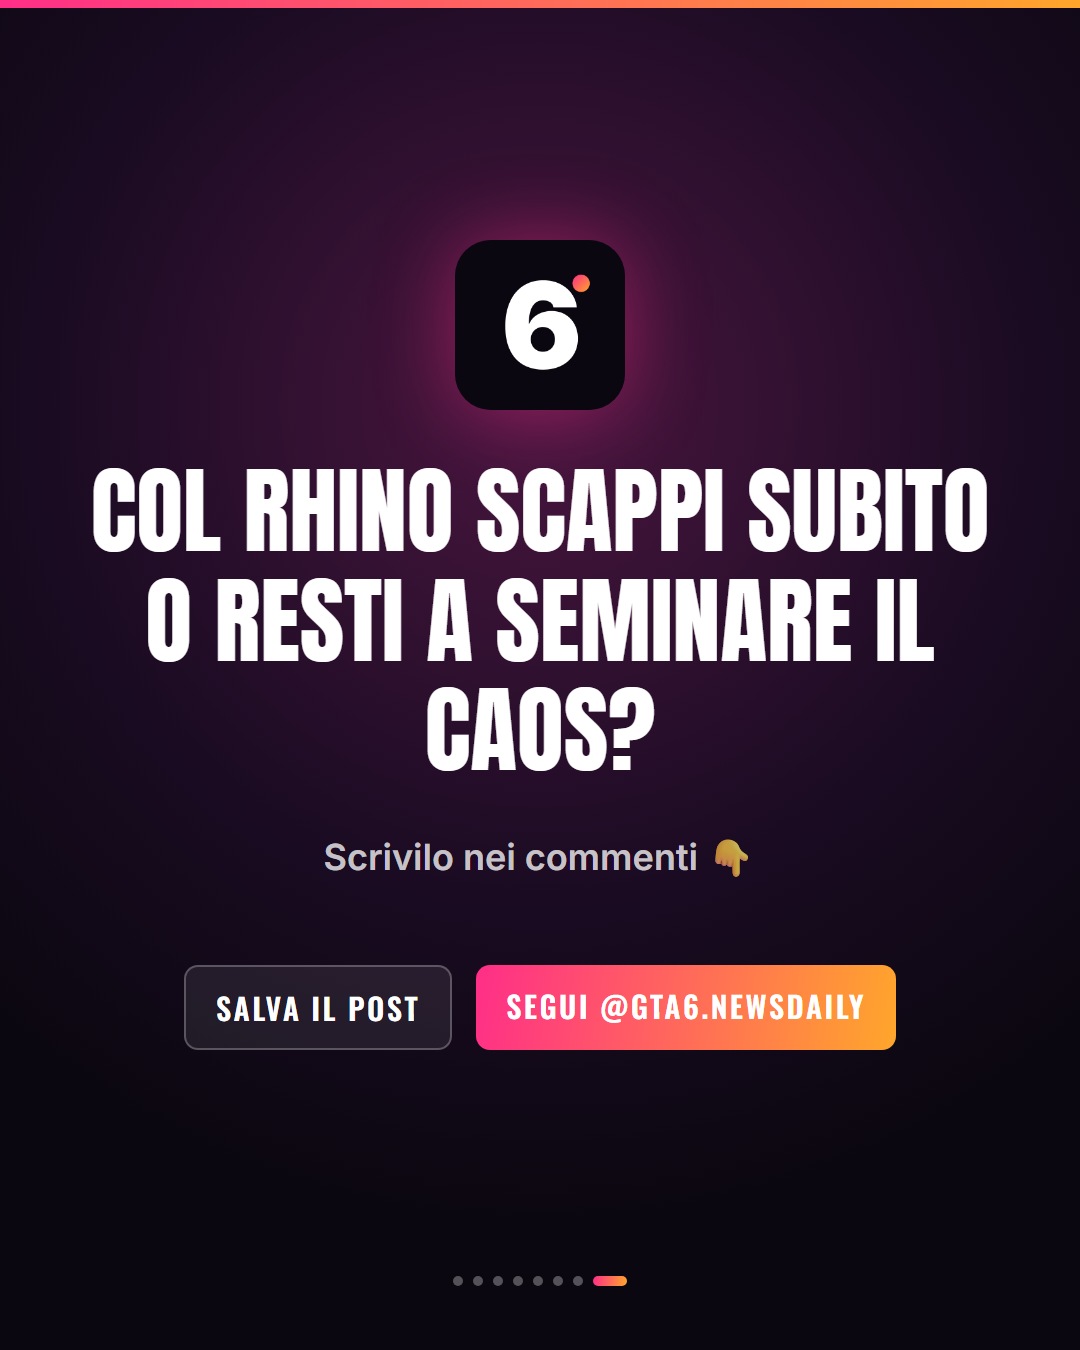 6
COL RHINO SCAPPI SUBITO
O RESTI A SEMINARE IL
CAOS?
Scrivilo nei commenti 👇
SALVA IL POST
SEGUI @GTA6.NEWSDAILY